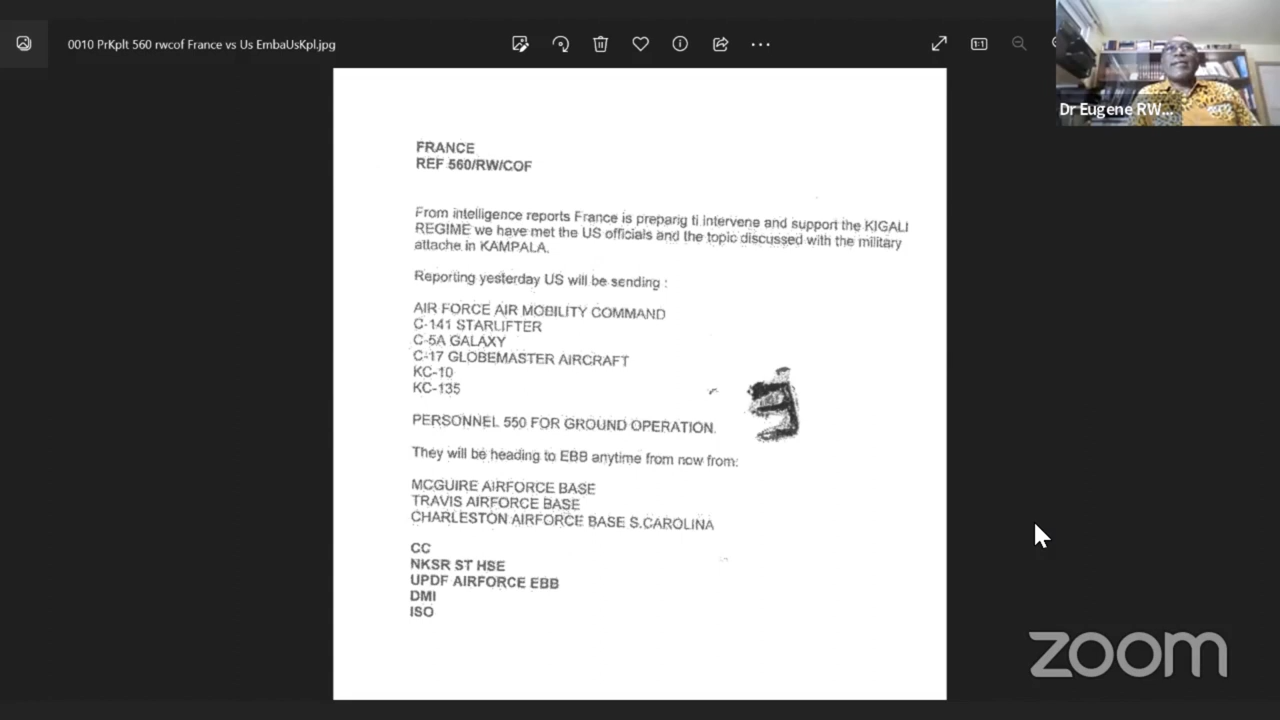 0010 PrKplt 560 rwcof France vs Us EmbaUsKpl.jpg
Dr Eugene RW...
FRANCE
REF 560/RW/COF
From intelligence reports France is preparig ti intervene and support the KIGALI
REGIME we have met the US officials and the topic discussed with the military
attache in KAMPALA.
Reporting yesterday US will be sending :
AIR FORCE AIR MOBILITY COMMAND
C-141 STARLIFTER
C-5A GALAXY
C-17 GLOBEMASTER AIRCRAFT
KC-10
KC-135
PERSONNEL 550 FOR GROUND OPERATION.
They will be heading to EBB anytime from now from:
MCGUIRE AIRFORCE BASE
TRAVIS AIRFORCE BASE
CHARLESTON AIRFORCE BASE S.CAROLINA
CC
NKSR ST HSE
UPDF AIRFORCE EBB
DMI
ISO
zoom